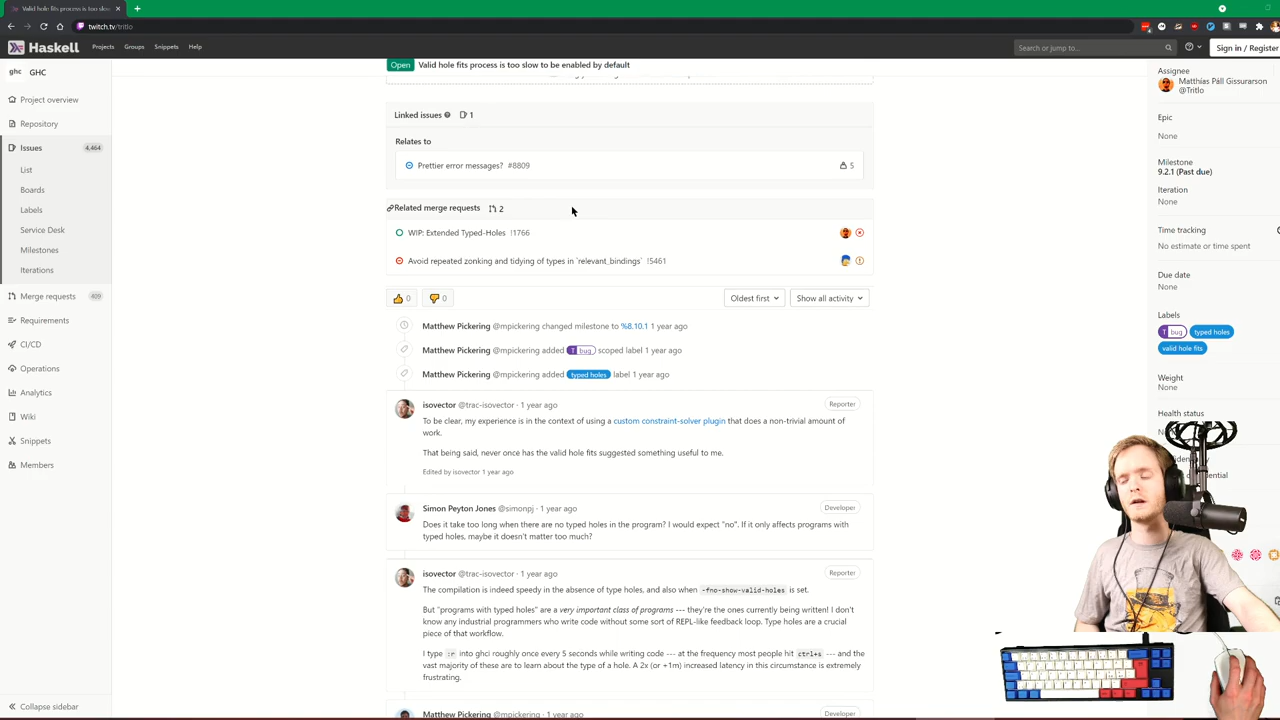 Valid hole fits process is too slow
twitch.tv/tritlo
Haskell
Projects
Groups
Snippets
Help
Search or jump to...
Sign in / Register
ghc GHC
Project overview
Repository
Issues 4,464
List
Boards
Labels
Service Desk
Milestones
Iterations
Merge requests 409
Requirements
CI/CD
Operations
Analytics
Wiki
Snippets
Members
Collapse sidebar
Open Valid hole fits process is too slow to be enabled by default
Linked issues 1
Relates to
Prettier error messages? #8809
5
Related merge requests 2
WIP: Extended Typed-Holes !1766
Avoid repeated zonking and tidying of types in `relevant_bindings` !5461
0
0
Oldest first
Show all activity
Matthew Pickering @mpickering changed milestone to %8.10.1 1 year ago
Matthew Pickering @mpickering added T bug scoped label 1 year ago
Matthew Pickering @mpickering added typed holes label 1 year ago
isovector @trac-isovector · 1 year ago
Reporter
To be clear, my experience is in the context of using a custom constraint-solver plugin that does a non-trivial amount of
work.
That being said, never once has the valid hole fits suggested something useful to me.
Edited by isovector 1 year ago
Simon Peyton Jones @simonpj · 1 year ago
Developer
Does it take too long when there are no typed holes in the program? I would expect "no". If it only affects programs with
typed holes, maybe it doesn't matter too much?
isovector @trac-isovector · 1 year ago
Reporter
The compilation is indeed speedy in the absence of type holes, and also when -fno-show-valid-holes is set.
But "programs with typed holes" are a very important class of programs --- they're the ones currently being written! I don't
know any industrial programmers who write code without some sort of REPL-like feedback loop. Type holes are a crucial
piece of that workflow.
I type :r into ghci roughly once every 5 seconds while writing code --- at the frequency most people hit ctrl+s --- and the
vast majority of these are to learn about the type of a hole. A 2x (or +1m) increased latency in this circumstance is extremely
frustrating.
Matthew Pickering @mpickering · 1 year ago
Developer
Assignee
Matthías Páll Gissurarson
@Tritlo
Epic
None
Milestone
9.2.1 (Past due)
Iteration
None
Time tracking
No estimate or time spent
Due date
None
Labels
T bug
typed holes
valid hole fits
Weight
None
Health status